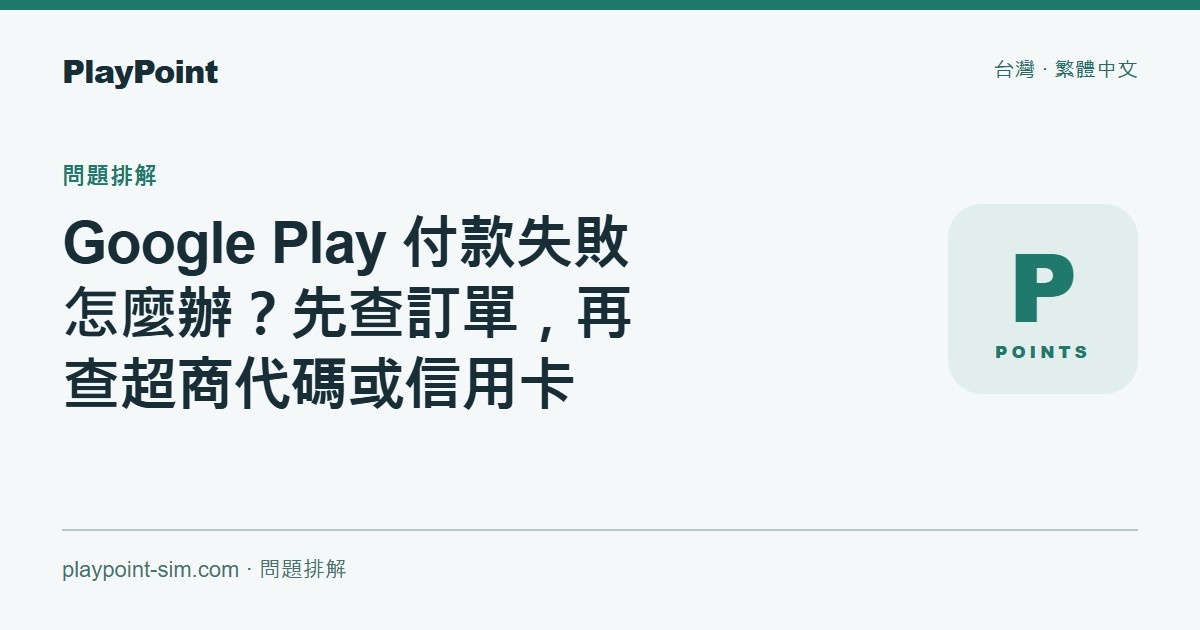 PlayPoint
台灣 · 繁體中文
問題排解
Google Play 付款失敗
怎麼辦？先查訂單，再
查超商代碼或信用卡
P
POINTS
playpoint-sim.com · 問題排解